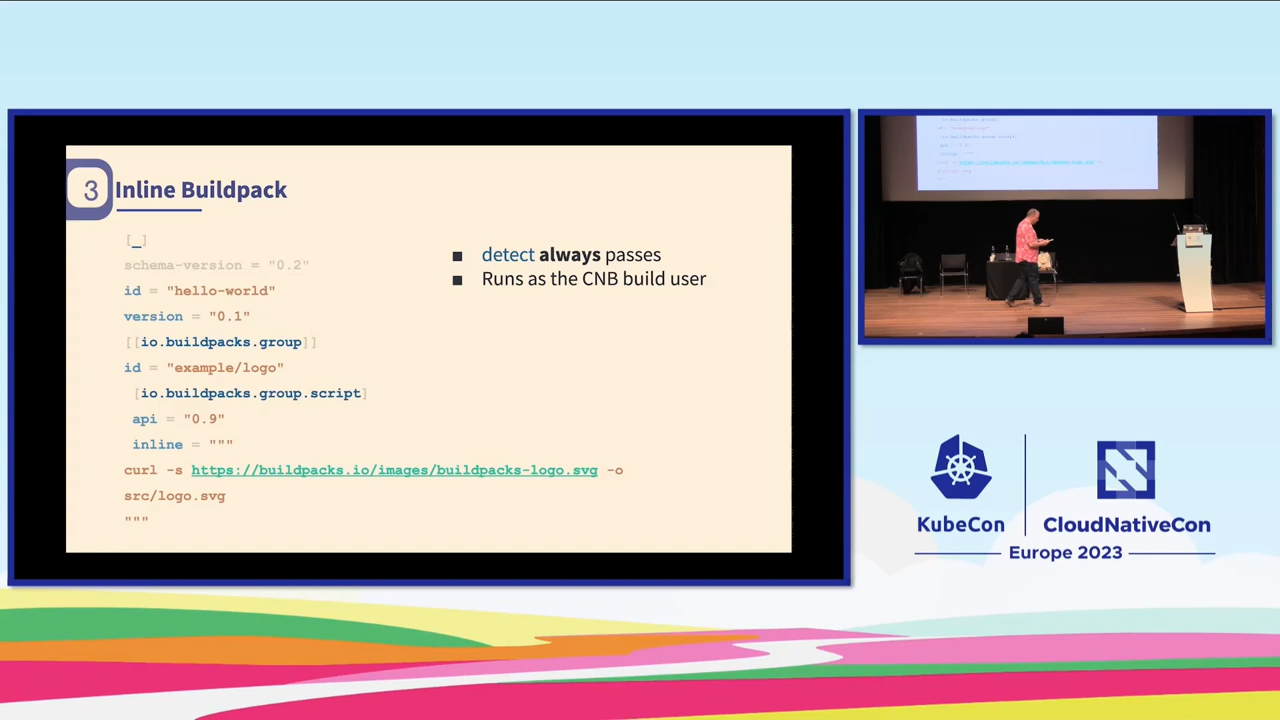 3
Inline Buildpack
[_]
schema-version = "0.2"
id = "hello-world"
version = "0.1"
[[io.buildpacks.group]]
id = "example/logo"
[io.buildpacks.group.script]
api = "0.9"
inline = """
curl -s https://buildpacks.io/images/buildpacks-logo.svg -o
src/logo.svg
"""
■ detect always passes
■ Runs as the CNB build user
KubeCon
CloudNativeCon
Europe 2023